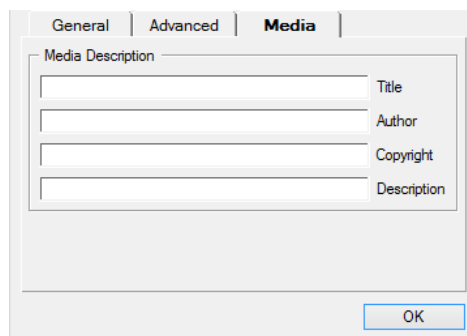 General Advanced Media
Media Description
Title
Author
Copyright
Description
OK